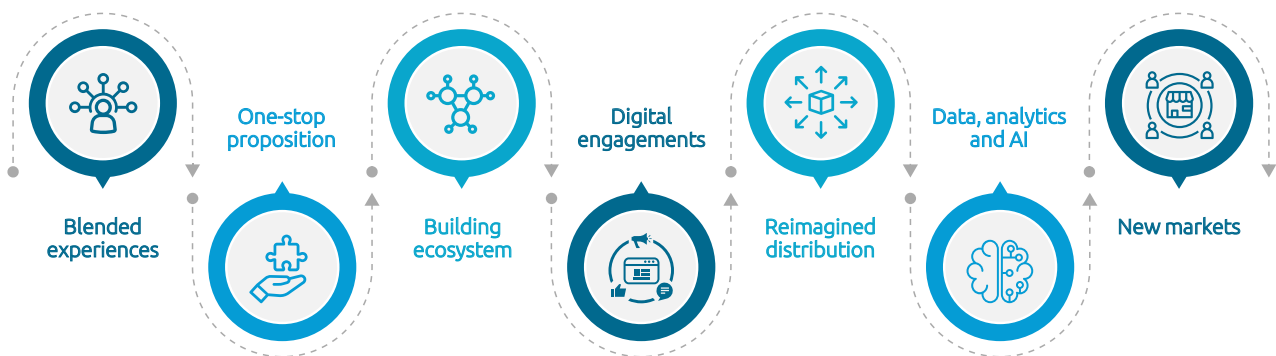 Blended
experiences
One-stop
proposition
Building
ecosystem
Digital
engagements
Reimagined
distribution
Data, analytics
and AI
New markets